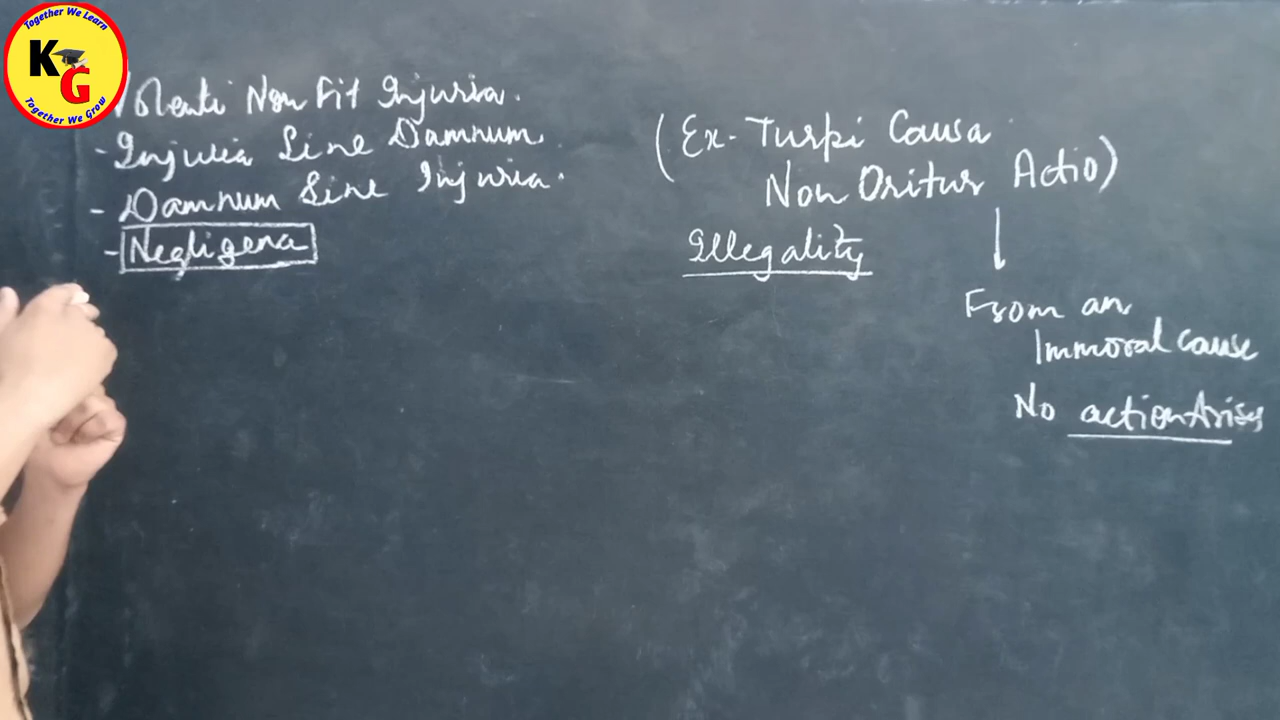 Together We Learn
KG
Together We Grow
Volenti Non Fit Injuria.
- Injuria Sine Damnum
- Damnum Sine Injuria.
- Negligence
(Ex-Turpi Causa
Non Oritur Actio)
Illegality
From an
Immoral cause
No action Arises